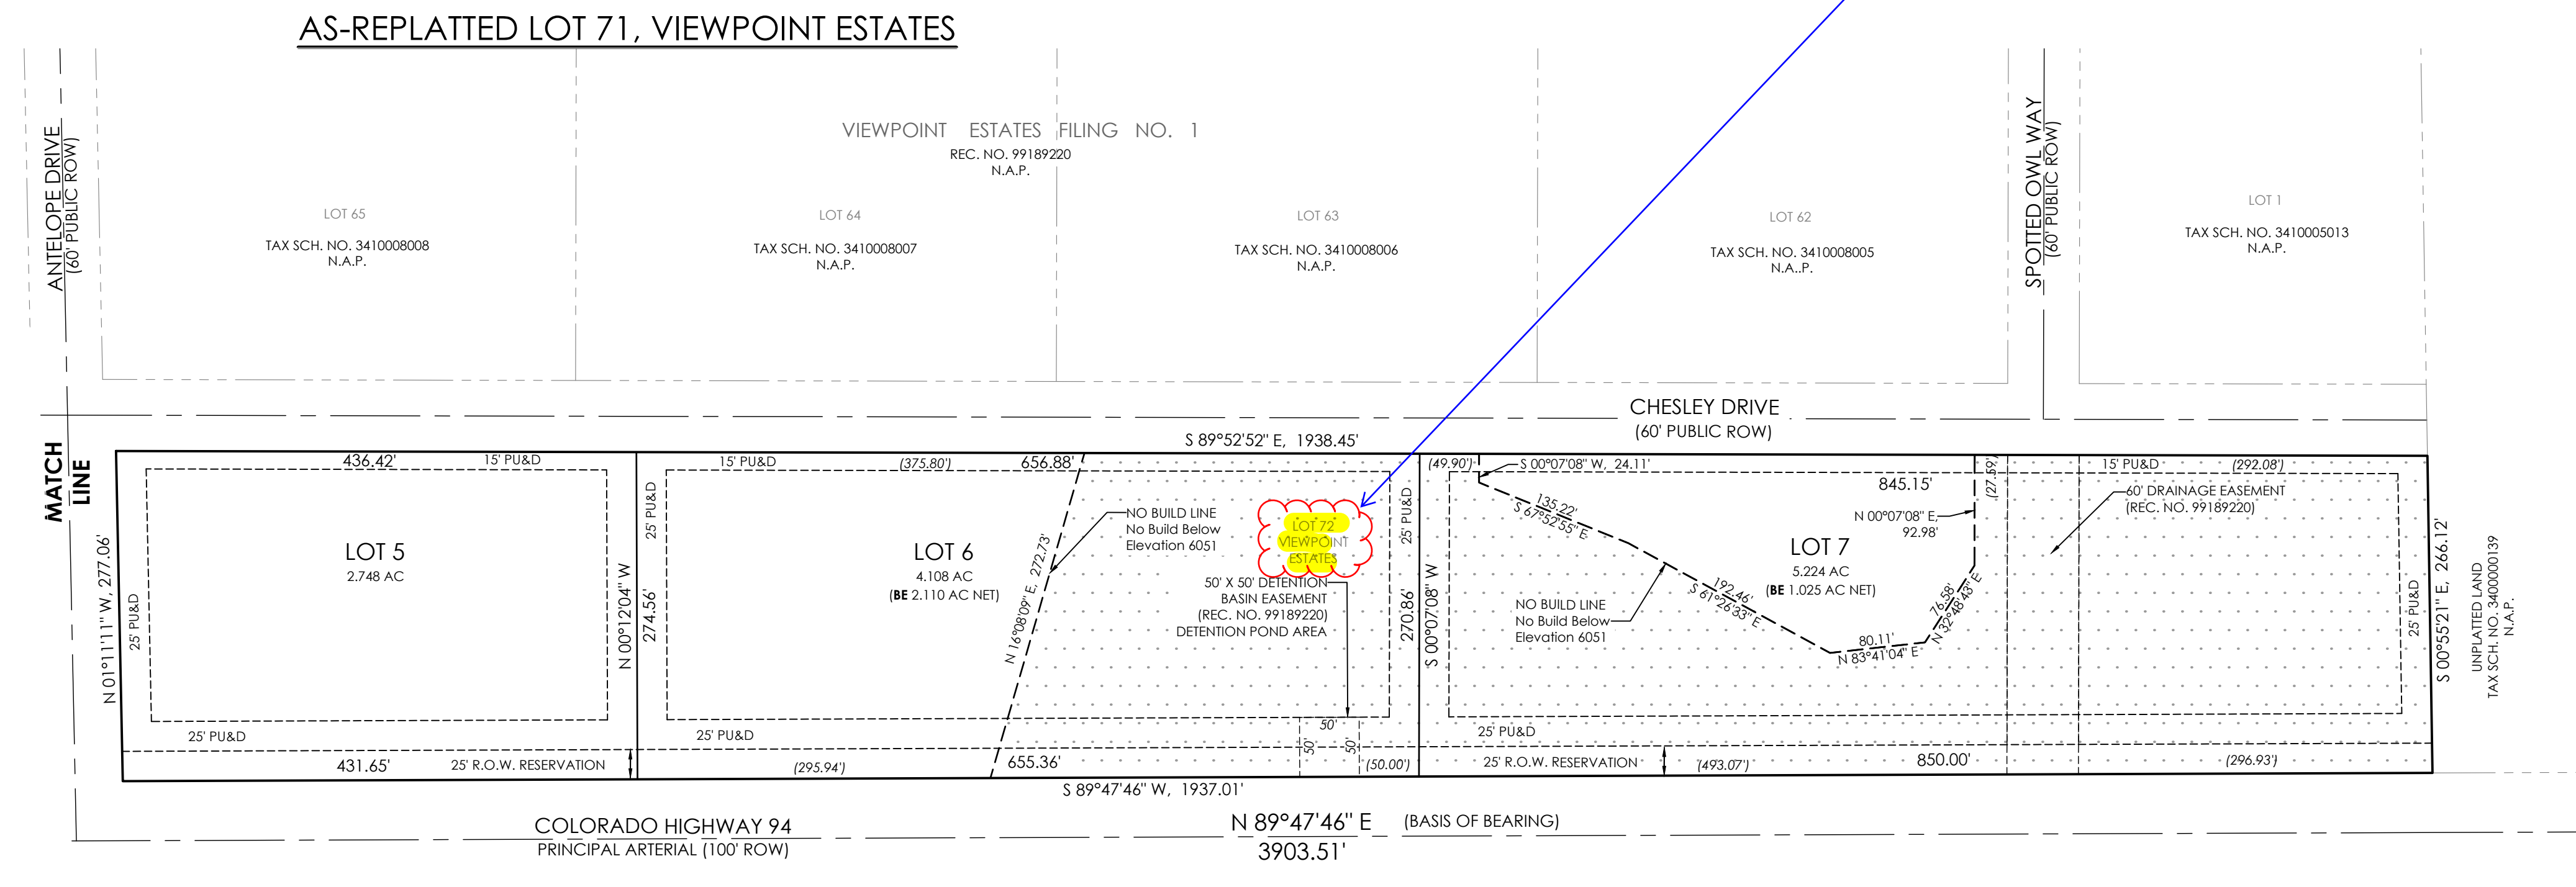 AS-REPLATTED LOT 71, VIEWPOINT ESTATES
ANTELOPE DRIVE
(60' PUBLIC ROW)
VIEWPOINT ESTATES FILING NO. 1
REC. NO. 99189220
N.A.P.
LOT 65
TAX SCH. NO. 3410008008
N.A.P.
LOT 64
TAX SCH. NO. 3410008007
N.A.P.
LOT 63
TAX SCH. NO. 3410008006
N.A.P.
LOT 62
TAX SCH. NO. 3410008005
N.A..P.
SPOTTED OWL WAY
(60' PUBLIC ROW)
LOT 1
TAX SCH. NO. 3410005013
N.A.P.
CHESLEY DRIVE
(60' PUBLIC ROW)
S 89°52'52" E, 1938.45'
MATCH
LINE
N 01°11'11" W, 277.06'
436.42'
15' PU&D
25' PU&D
LOT 5
2.748 AC
25' PU&D
431.65'
25' R.O.W. RESERVATION
N 00°12'04" W
274.56'
25' PU&D
15' PU&D
(375.80')
656.88'
LOT 6
4.108 AC
(BE 2.110 AC NET)
25' PU&D
(295.94')
655.36'
N 16°08'09" E, 272.73'
NO BUILD LINE
No Build Below
Elevation 6051
LOT 72
VIEWPOINT
ESTATES
50' X 50' DETENTION
BASIN EASEMENT
(REC. NO. 99189220)
DETENTION POND AREA
50'
50'
50'
(50.00')
25' PU&D
270.86'
S 00°07'08" W
(49.90')
S 00°07'08" W, 24.11'
135.22'
S 67°52'55" E
192.46'
S 61°26'33" E
NO BUILD LINE
No Build Below
Elevation 6051
80.11'
N 83°41'04" E
76.58'
N 32°48'43" E
LOT 7
5.224 AC
(BE 1.025 AC NET)
845.15'
N 00°07'08" E,
92.98'
(27.59')
15' PU&D
(292.08')
60' DRAINAGE EASEMENT
(REC. NO. 99189220)
25' PU&D
S 00°55'21" E, 266.12'
UNPLATTED LAND
TAX SCH. NO. 3400000139
N.A.P.
25' PU&D
25' R.O.W. RESERVATION
(493.07')
850.00'
(296.93')
S 89°47'46" W, 1937.01'
COLORADO HIGHWAY 94
PRINCIPAL ARTERIAL (100' ROW)
N 89°47'46" E (BASIS OF BEARING)
3903.51'